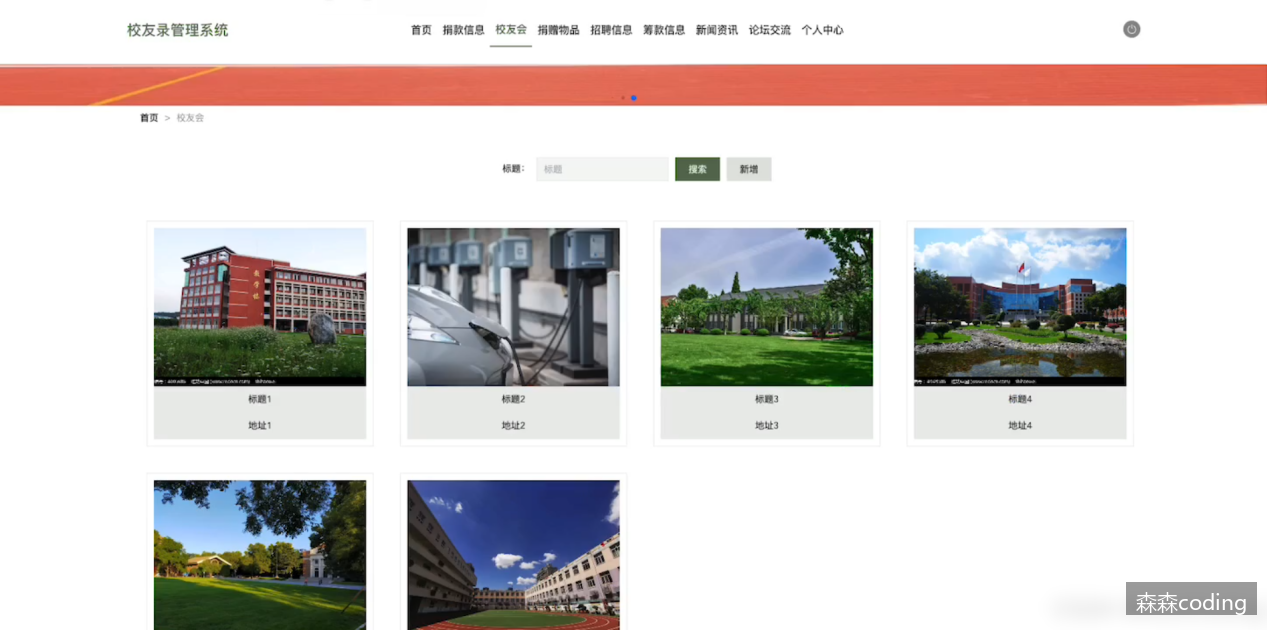 校友录管理系统
首页 捐款信息 校友会 捐赠物品 招聘信息 筹款信息 新闻资讯 论坛交流 个人中心
首页 > 校友会
标题: 标题 搜索 新增
教学楼
标题1
地址1
标题2
地址2
标题3
地址3
标题4
地址4
森森coding